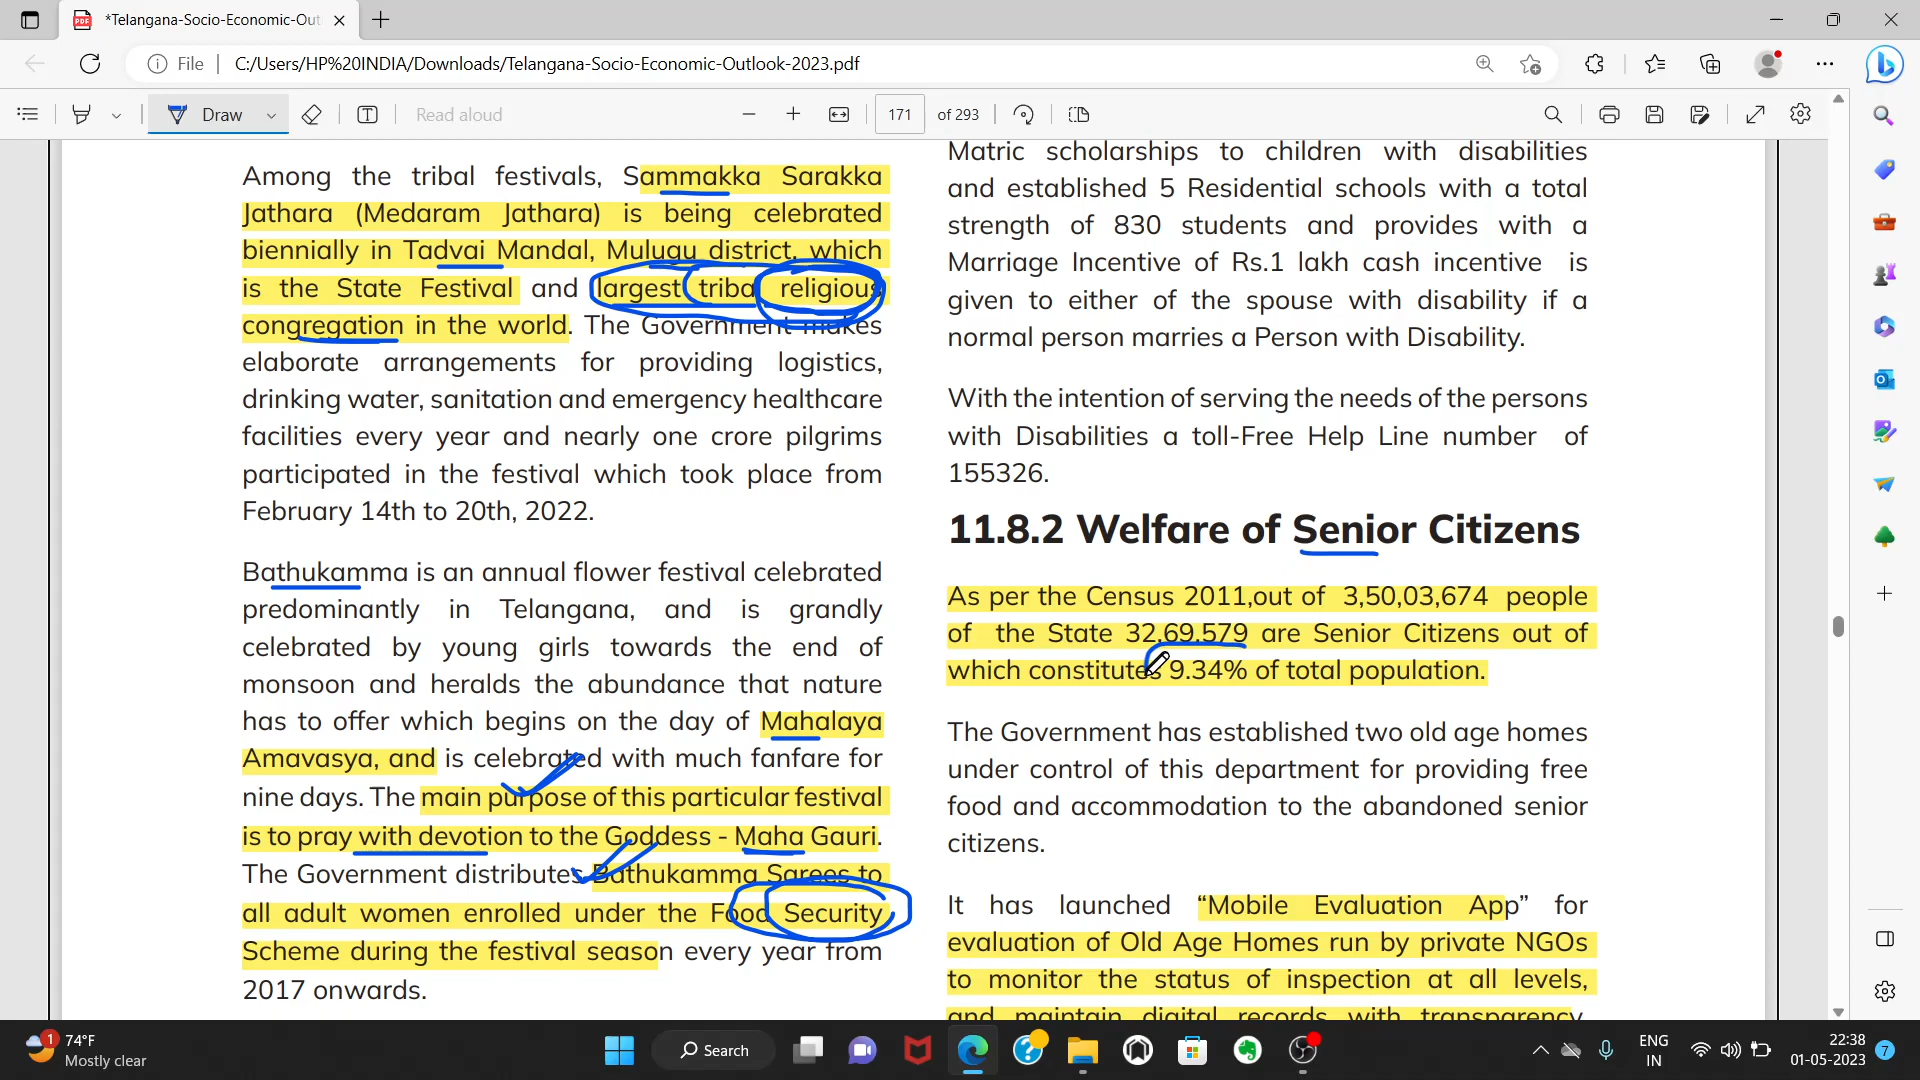 *Telangana-Socio-Economic-Out
File
C:/Users/HP%20INDIA/Downloads/Telangana-Socio-Economic-Outlook-2023.pdf
Draw
Read aloud
171
of 293
Among the tribal festivals, Sammakka Sarakka
Jathara (Medaram Jathara) is being celebrated
biennially in Tadvai Mandal, Mulugu district, which
is the State Festival and largest tribal religious
congregation in the world. The Government makes
elaborate arrangements for providing logistics,
drinking water, sanitation and emergency healthcare
facilities every year and nearly one crore pilgrims
participated in the festival which took place from
February 14th to 20th, 2022.
Bathukamma is an annual flower festival celebrated
predominantly in Telangana, and is grandly
celebrated by young girls towards the end of
monsoon and heralds the abundance that nature
has to offer which begins on the day of Mahalaya
Amavasya, and is celebrated with much fanfare for
nine days. The main purpose of this particular festival
is to pray with devotion to the Goddess - Maha Gauri.
The Government distributes Bathukamma Sarees to
all adult women enrolled under the Food Security
Scheme during the festival season every year from
2017 onwards.
Matric scholarships to children with disabilities
and established 5 Residential schools with a total
strength of 830 students and provides with a
Marriage Incentive of Rs.1 lakh cash incentive is
given to either of the spouse with disability if a
normal person marries a Person with Disability.
With the intention of serving the needs of the persons
with Disabilities a toll-Free Help Line number of
155326.
11.8.2 Welfare of Senior Citizens
As per the Census 2011,out of 3,50,03,674 people
of the State 32,69,579 are Senior Citizens out of
which constitutes 9.34% of total population.
The Government has established two old age homes
under control of this department for providing free
food and accommodation to the abandoned senior
citizens.
It has launched “Mobile Evaluation App” for
evaluation of Old Age Homes run by private NGOs
to monitor the status of inspection at all levels,
and maintain digital records with transparency.
1
74°F
Mostly clear
Search
ENG
IN
22:38
01-05-2023
7